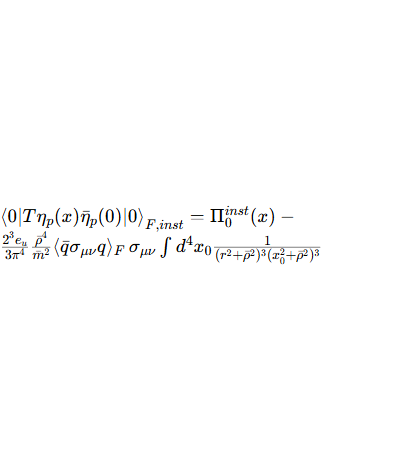 ⟨0|Tη_p(x)η̄_p(0)|0⟩_{F,inst} = Π_0^{inst}(x) −
\frac{2^3 e_u}{3π^4} \frac{ρ̄^4}{m̄^2} ⟨q̄σ_{μν}q⟩_F σ_{μν} ∫ d^4x_0 \frac{1}{(r^2+ρ̄^2)^3(x_0^2+ρ̄^2)^3}